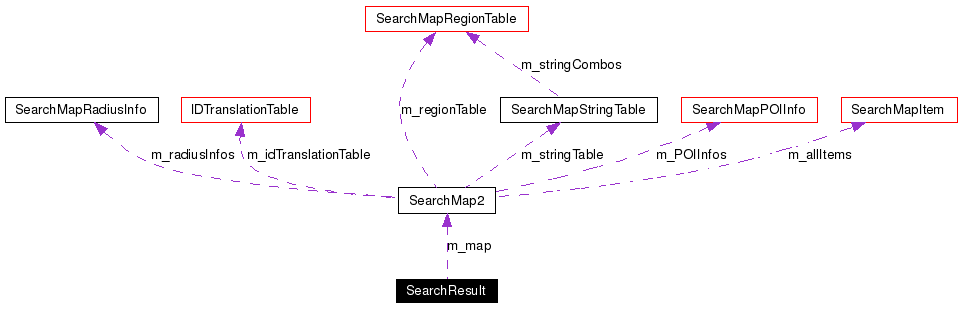 SearchMapRegionTable
m_stringCombos
m_regionTable
SearchMapRadiusInfo
IDTranslationTable
SearchMapStringTable
SearchMapPOIInfo
SearchMapItem
m_radiusInfos
m_idTranslationTable
m_stringTable
m_POIInfos
m_allItems
SearchMap2
m_map
SearchResult